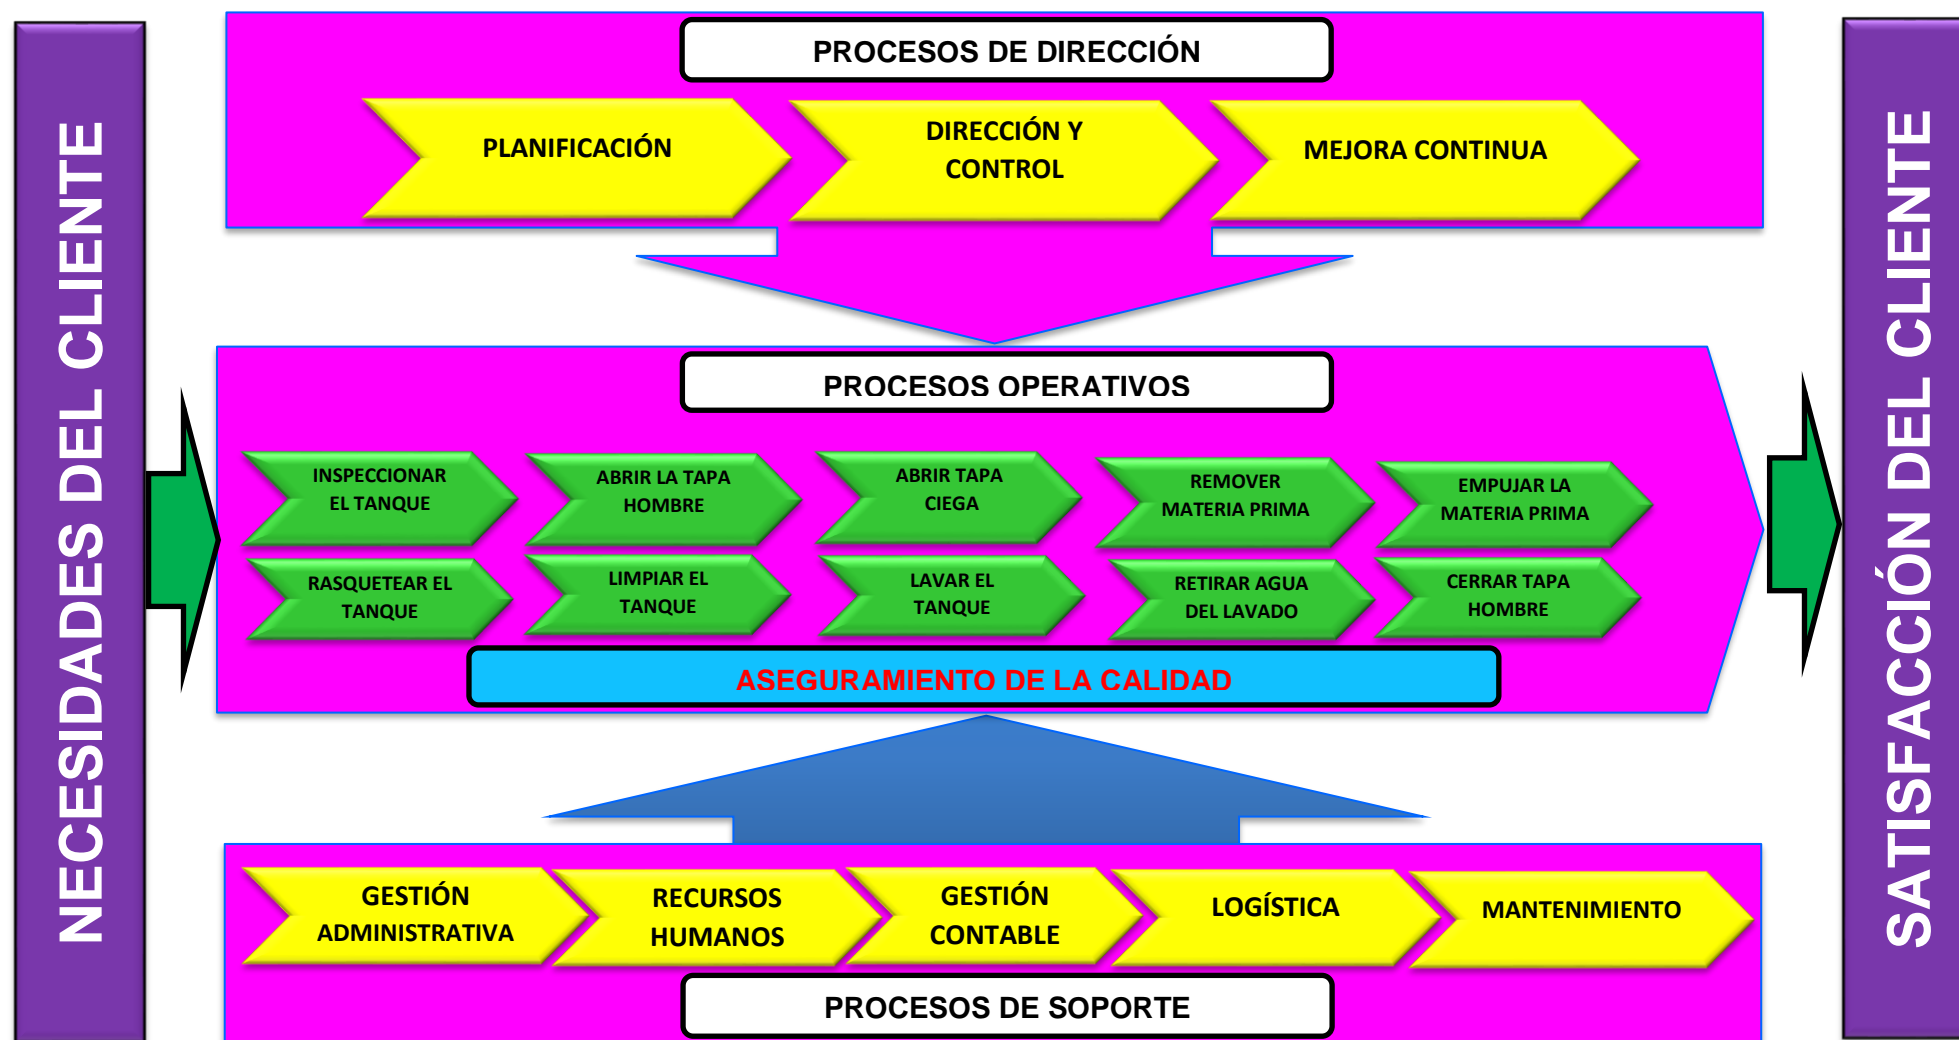 NECESIDADES DEL CLIENTE
PROCESOS DE DIRECCIÓN
PLANIFICACIÓN
DIRECCIÓN Y
CONTROL
MEJORA CONTINUA
PROCESOS OPERATIVOS
INSPECCIONAR
EL TANQUE
ABRIR LA TAPA
HOMBRE
ABRIR TAPA
CIEGA
REMOVER
MATERIA PRIMA
EMPUJAR LA
MATERIA PRIMA
RASQUETEAR EL
TANQUE
LIMPIAR EL
TANQUE
LAVAR EL
TANQUE
RETIRAR AGUA
DEL LAVADO
CERRAR TAPA
HOMBRE
ASEGURAMIENTO DE LA CALIDAD
GESTIÓN
ADMINISTRATIVA
RECURSOS
HUMANOS
GESTIÓN
CONTABLE
LOGÍSTICA
MANTENIMIENTO
PROCESOS DE SOPORTE
SATISFACCIÓN DEL CLIENTE